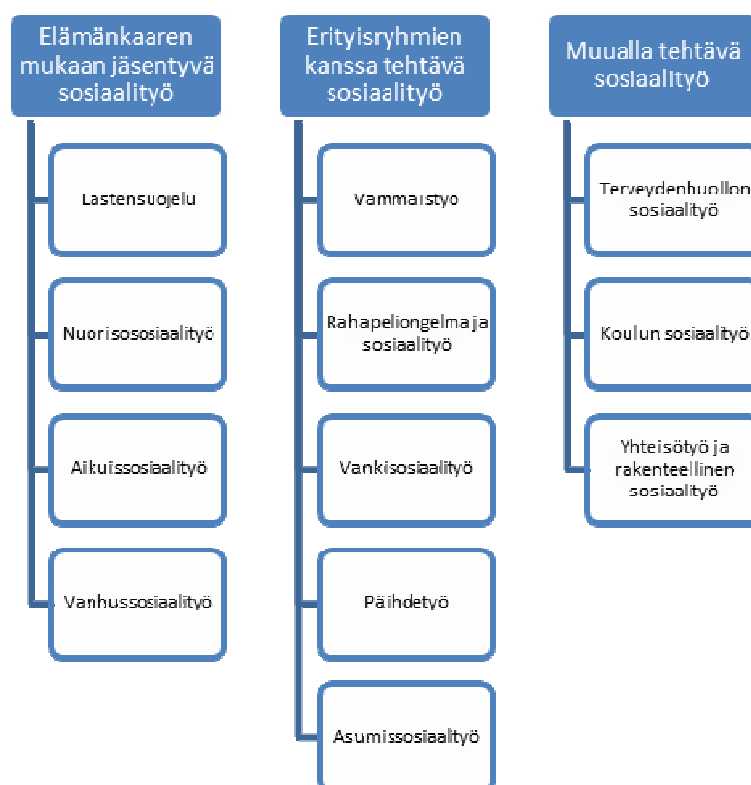 Elämänkaaren
mukaan jäsentyvä
sosiaalityö
Lastensuojelu
Nuorisososiaalityö
Aikuissosiaalityö
Vanhussosiaalityö
Erityisryhmien
kanssa tehtävä
sosiaalityö
Vammaistyö
Rahapeliongelma ja
sosiaalityö
Vankisosiaalityö
Päihdetyö
Asumissosiaaltyö
Muualla tehtävä
sosiaalityö
Terveydenhuollon
sosiaalityö
Koulun sosiaalityö
Yhteisötyö ja
rakenteellinen
sosiaalityö